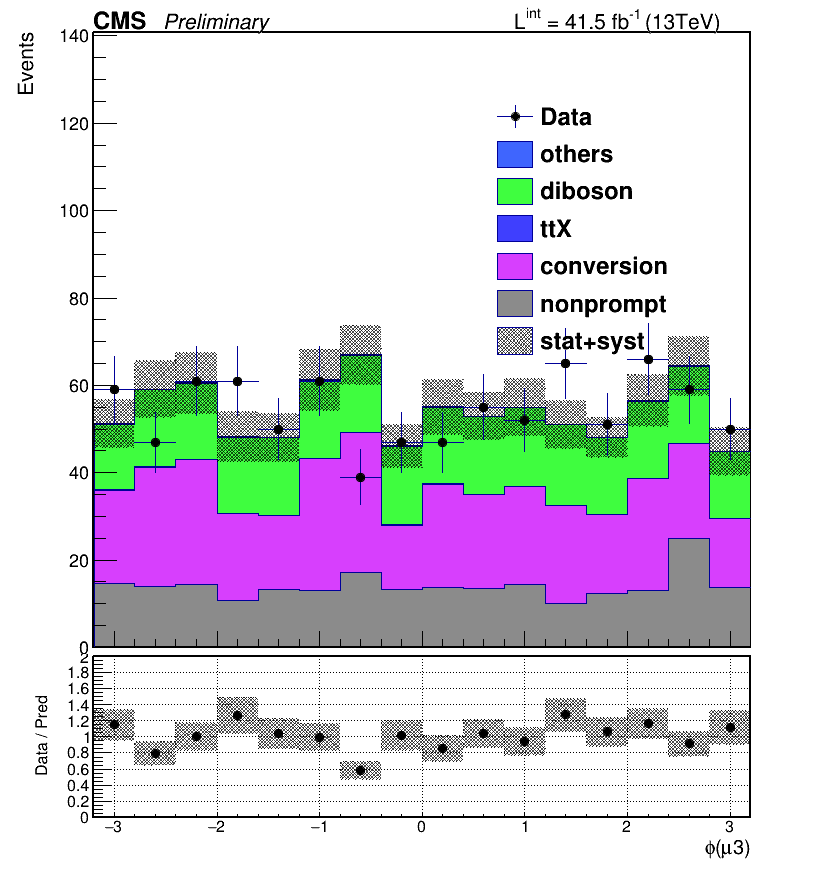 CMS Preliminary L^int = 41.5 fb^-1 (13TeV)
Events
140
120
100
80
60
40
20
0
Data
others
diboson
ttX
conversion
nonprompt
stat+syst
Data / Pred
2
1.8
1.6
1.4
1.2
1
0.8
0.6
0.4
0.2
0
−3 −2 −1 0 1 2 3
ϕ(μ3)